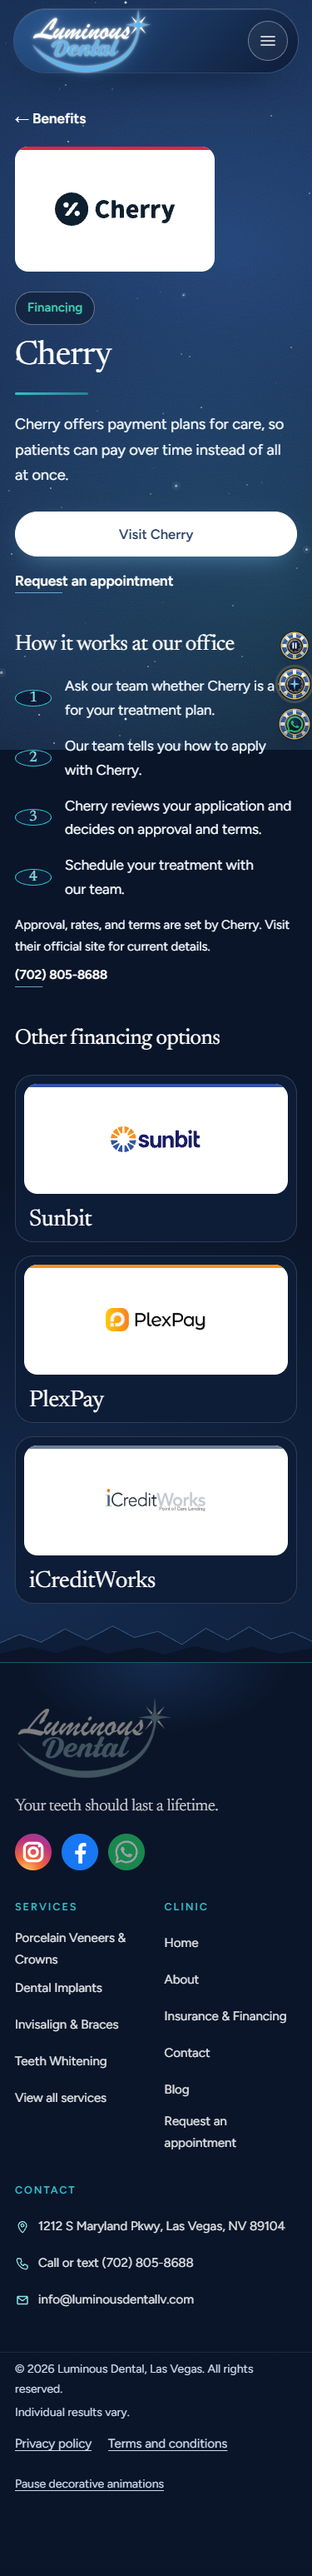 Luminous
Dental
← Benefits
Cherry
Financing
Cherry
Cherry offers payment plans for care, so
patients can pay over time instead of all
at once.
Visit Cherry
Request an appointment
How it works at our office
1
Ask our team whether Cherry is a
for your treatment plan.
2
Our team tells you how to apply
with Cherry.
3
Cherry reviews your application and
decides on approval and terms.
4
Schedule your treatment with
our team.
Approval, rates, and terms are set by Cherry. Visit
their official site for current details.
(702) 805-8688
Other financing options
sunbit
Sunbit
PlexPay
PlexPay
iCreditWorks
Point of Care Lending
iCreditWorks
Luminous
Dental
Your teeth should last a lifetime.
SERVICES
Porcelain Veneers &
Crowns
Dental Implants
Invisalign & Braces
Teeth Whitening
View all services
CLINIC
Home
About
Insurance & Financing
Contact
Blog
Request an
appointment
CONTACT
1212 S Maryland Pkwy, Las Vegas, NV 89104
Call or text (702) 805-8688
info@luminousdentallv.com
© 2026 Luminous Dental, Las Vegas. All rights
reserved.
Individual results vary.
Privacy policy Terms and conditions
Pause decorative animations